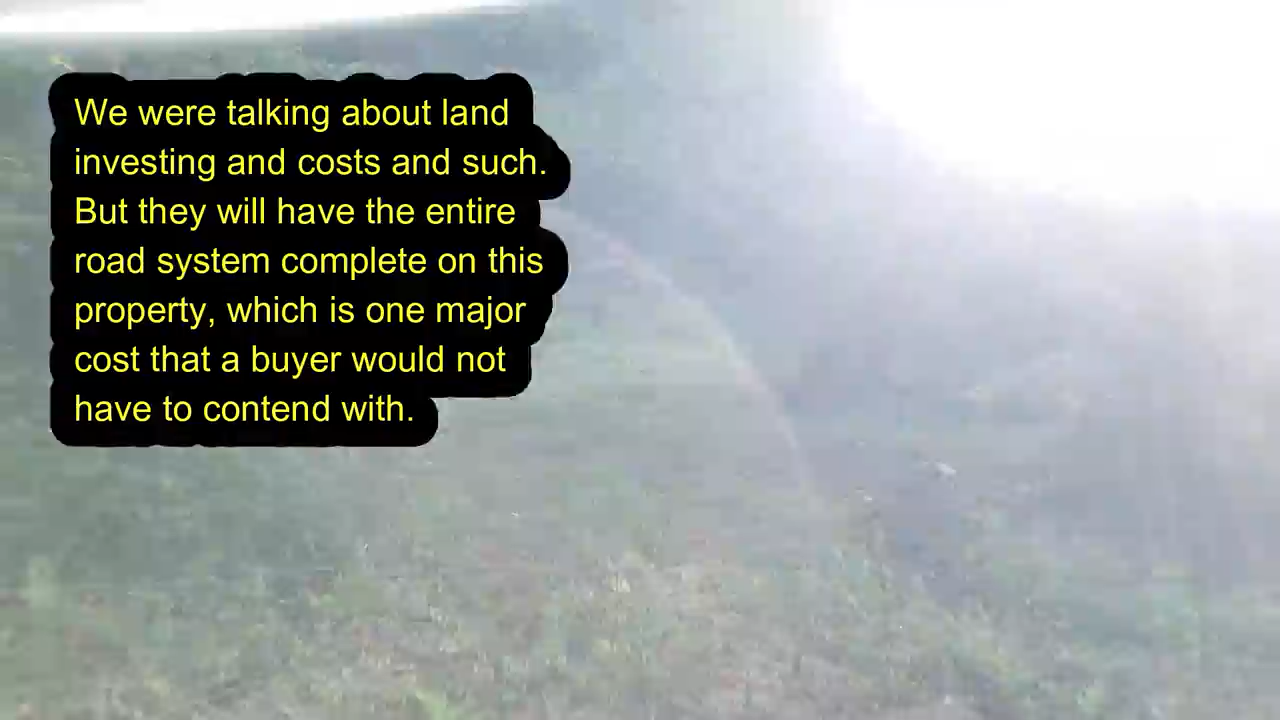 We were talking about land
investing and costs and such.
But they will have the entire
road system complete on this
property, which is one major
cost that a buyer would not
have to contend with.